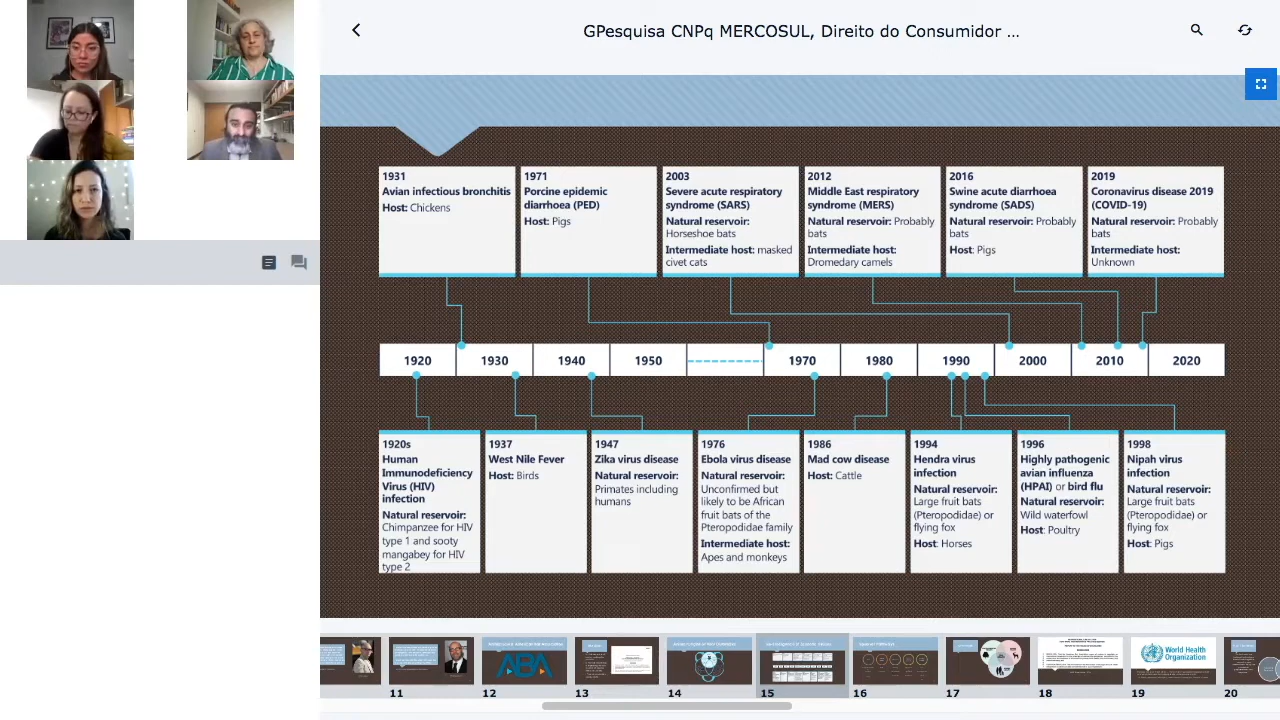 GPesquisa CNPq MERCOSUL, Direito do Consumidor ...
1931
Avian infectious bronchitis
Host: Chickens
1971
Porcine epidemic
diarrhoea (PED)
Host: Pigs
2003
Severe acute respiratory
syndrome (SARS)
Natural reservoir:
Horseshoe bats
Intermediate host: masked
civet cats
2012
Middle East respiratory
syndrome (MERS)
Natural reservoir: Probably
bats
Intermediate host:
Dromedary camels
2016
Swine acute diarrhoea
syndrome (SADS)
Natural reservoir: Probably
bats
Host: Pigs
2019
Coronavirus disease 2019
(COVID-19)
Natural reservoir: Probably
bats
Intermediate host:
Unknown
1920 1930 1940 1950 1970 1980 1990 2000 2010 2020
1920s
Human
Immunodeficiency
Virus (HIV)
infection
Natural reservoir:
Chimpanzee for HIV
type 1 and sooty
mangabey for HIV
type 2
1937
West Nile Fever
Host: Birds
1947
Zika virus disease
Natural reservoir:
Primates including
humans
1976
Ebola virus disease
Natural reservoir:
Unconfirmed but
likely to be African
fruit bats of the
Pteropodidae family
Intermediate host:
Apes and monkeys
1986
Mad cow disease
Host: Cattle
1994
Hendra virus
infection
Natural reservoir:
Large fruit bats
(Pteropodidae) or
flying fox
Host: Horses
1996
Highly pathogenic
avian influenza
(HPAI) or bird flu
Natural reservoir:
Wild waterfowl
Host: Poultry
1998
Nipah virus
infection
Natural reservoir:
Large fruit bats
(Pteropodidae) or
flying fox
Host: Pigs
ABA
World Health
Organization
11 12 13 14 15 16 17 18 19 20